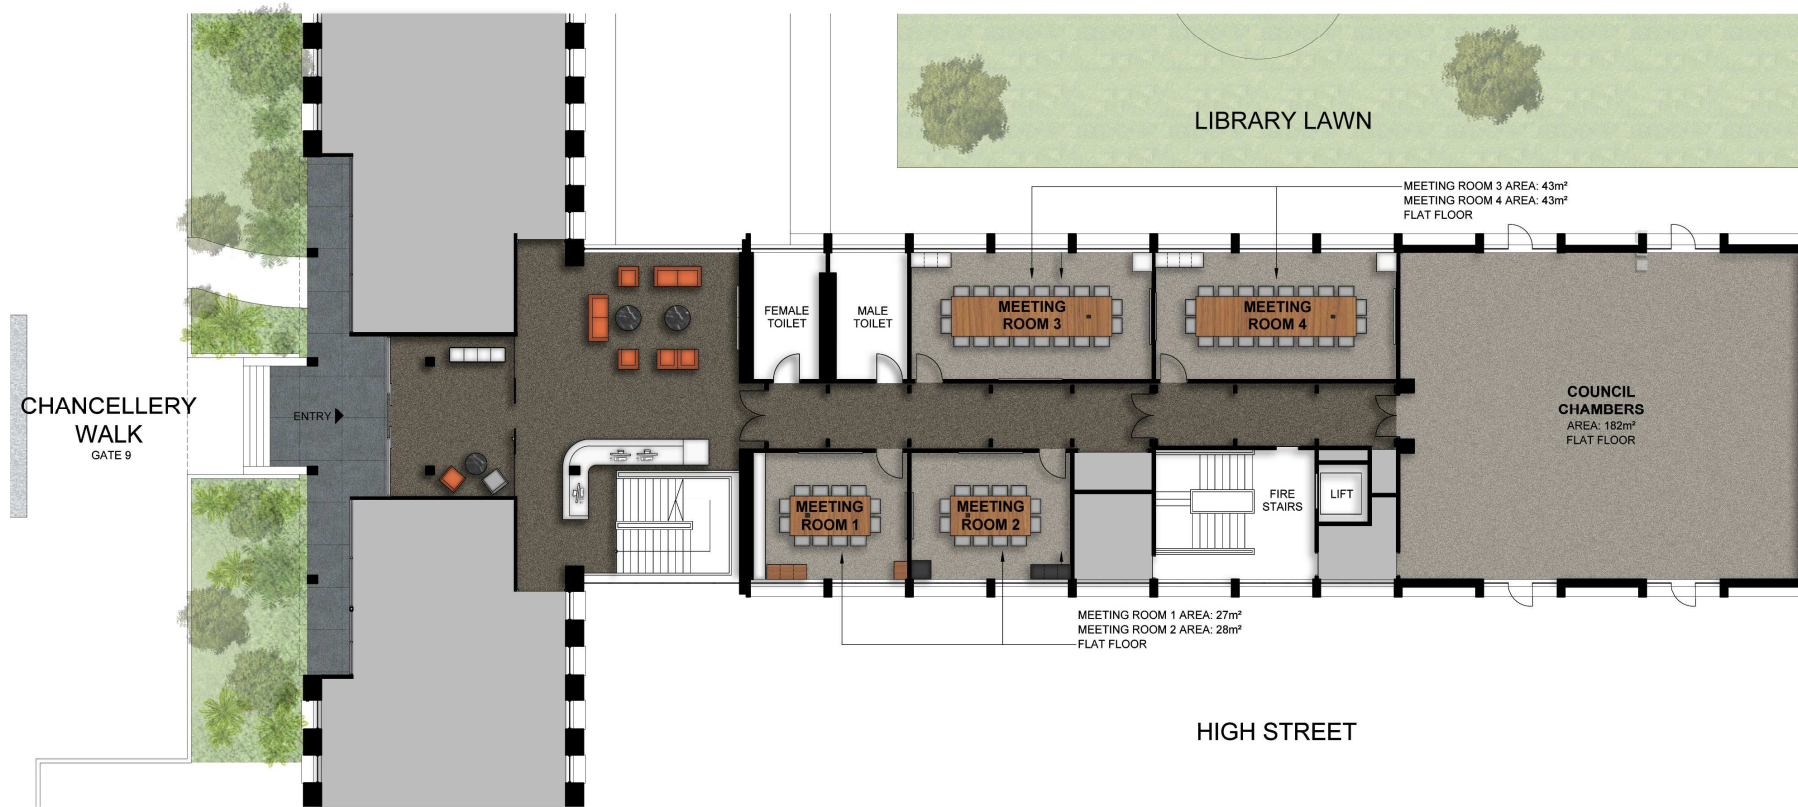 LIBRARY LAWN
MEETING ROOM 3 AREA: 43m²
MEETING ROOM 4 AREA: 43m²
FLAT FLOOR
FEMALE
TOILET
MALE
TOILET
MEETING
ROOM 3
MEETING
ROOM 4
CHANCELLERY
WALK
GATE 9
ENTRY
COUNCIL
CHAMBERS
AREA: 182m²
FLAT FLOOR
MEETING
ROOM 1
MEETING
ROOM 2
FIRE
STAIRS
LIFT
MEETING ROOM 1 AREA: 27m²
MEETING ROOM 2 AREA: 28m²
FLAT FLOOR
HIGH STREET